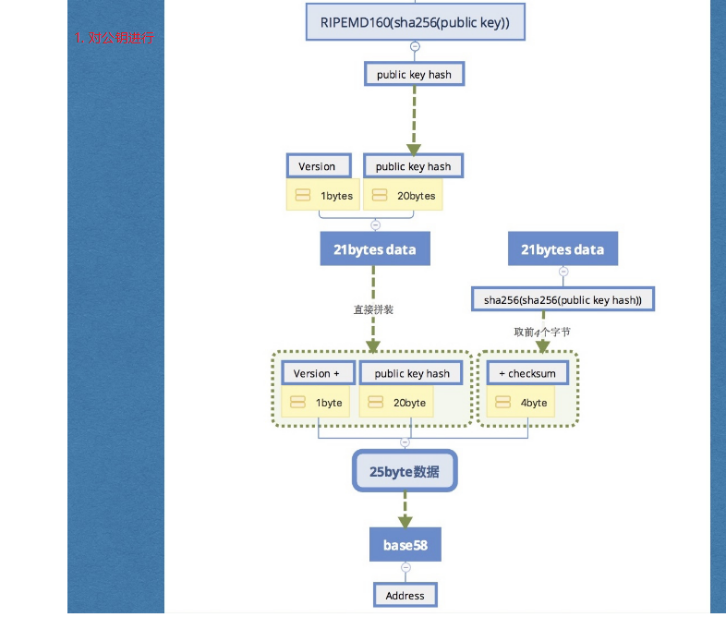 RIPEMD160(sha256(public key))
1. 对公钥进行
public key hash
Version
public key hash
1bytes
20bytes
21bytes data
21bytes data
sha256(sha256(public key hash))
直接拼装
取前4个字节
Version +
public key hash
+ checksum
1byte
20byte
4byte
25byte数据
base58
Address